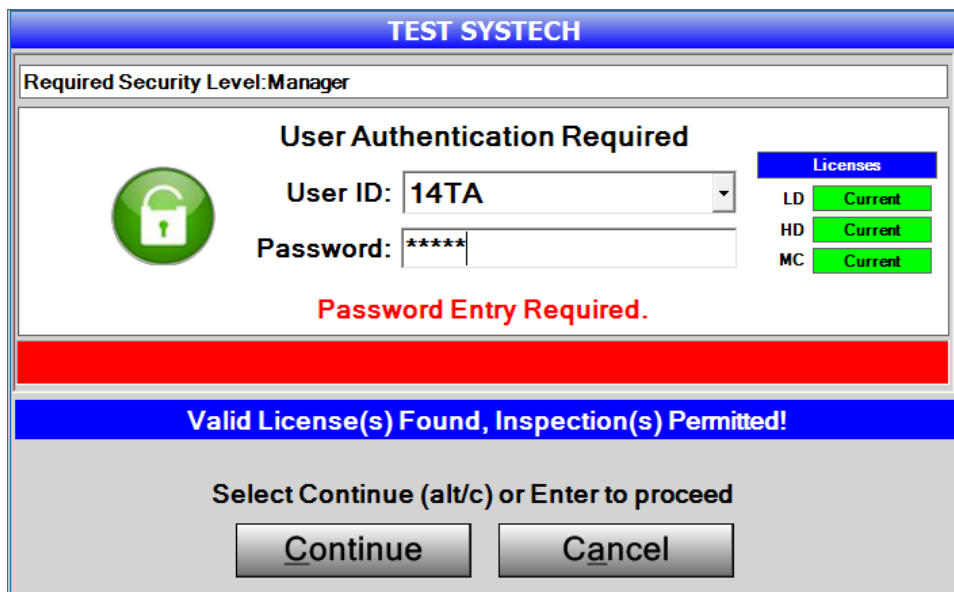 TEST SYSTECH
Required Security Level:Manager
User Authentication Required
User ID: 14TA
Password: *****
Password Entry Required.
Licenses
LD Current
HD Current
MC Current
Valid License(s) Found, Inspection(s) Permitted!
Select Continue (alt/c) or Enter to proceed
Continue Cancel